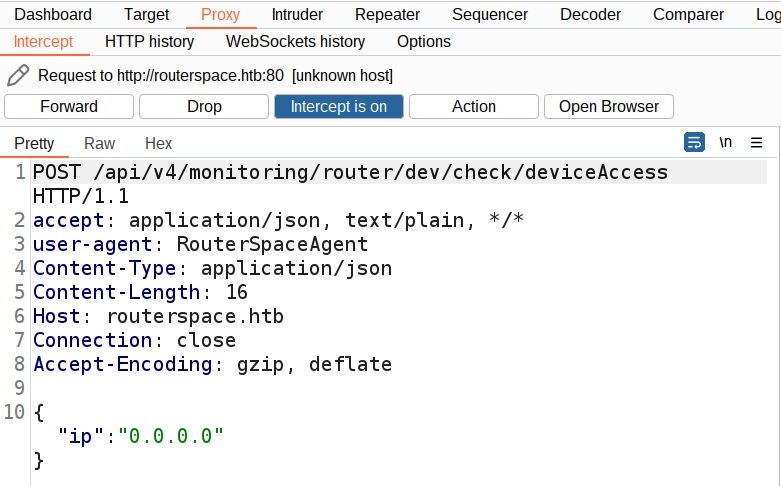 Dashboard Target Proxy Intruder Repeater Sequencer Decoder Comparer Log
Intercept HTTP history WebSockets history Options
Request to http://routerspace.htb:80 [unknown host]
Forward Drop Intercept is on Action Open Browser
Pretty Raw Hex \n
1 POST /api/v4/monitoring/router/dev/check/deviceAccess
HTTP/1.1
2 accept: application/json, text/plain, */*
3 user-agent: RouterSpaceAgent
4 Content-Type: application/json
5 Content-Length: 16
6 Host: routerspace.htb
7 Connection: close
8 Accept-Encoding: gzip, deflate
9
10 {
"ip":"0.0.0.0"
}